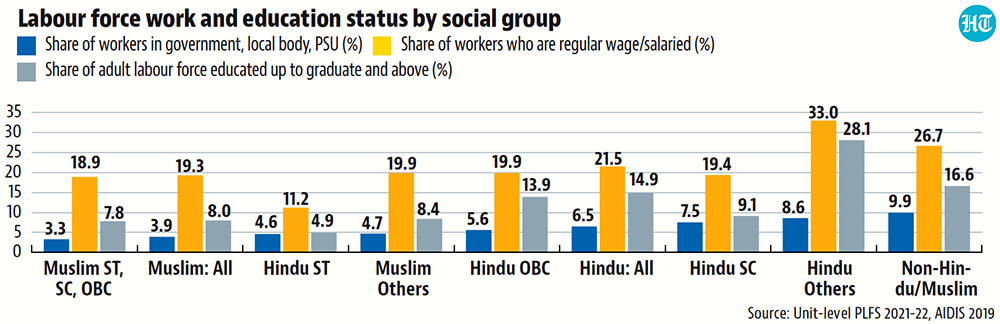 Labour force work and education status by social group
HT
Share of workers in government, local body, PSU (%) Share of workers who are regular wage/salaried (%)
Share of adult labour force educated up to graduate and above (%)
35
30
25
20
15
10
5
0
3.3 18.9 7.8
3.9 19.3 8.0
4.6 11.2 4.9
4.7 19.9 8.4
5.6 19.9 13.9
6.5 21.5 14.9
7.5 19.4 9.1
8.6 33.0 28.1
9.9 26.7 16.6
Muslim ST,
SC, OBC
Muslim: All
Hindu ST
Muslim
Others
Hindu OBC
Hindu: All
Hindu SC
Hindu
Others
Non-Hin-
du/Muslim
Source: Unit-level PLFS 2021-22, AIDIS 2019